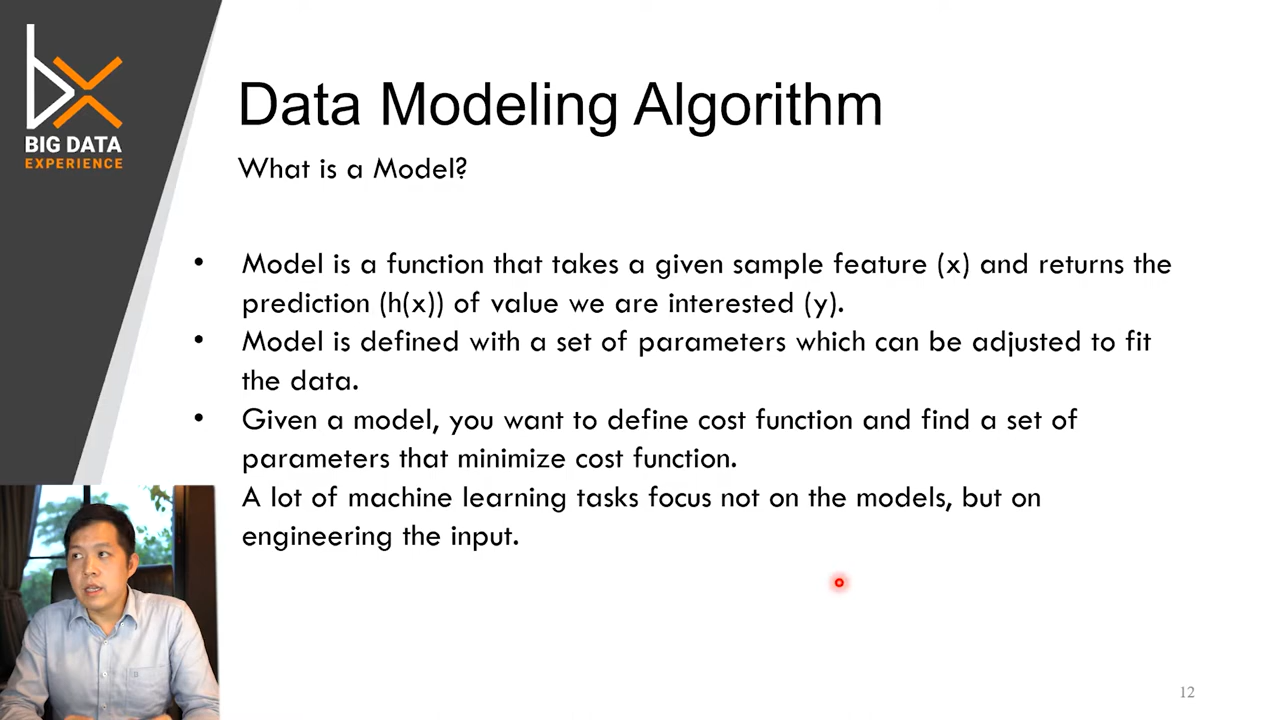 BIG DATA
EXPERIENCE
Data Modeling Algorithm
What is a Model?
• Model is a function that takes a given sample feature (x) and returns the
prediction (h(x)) of value we are interested (y).
• Model is defined with a set of parameters which can be adjusted to fit
the data.
• Given a model, you want to define cost function and find a set of
parameters that minimize cost function.
A lot of machine learning tasks focus not on the models, but on
engineering the input.
12